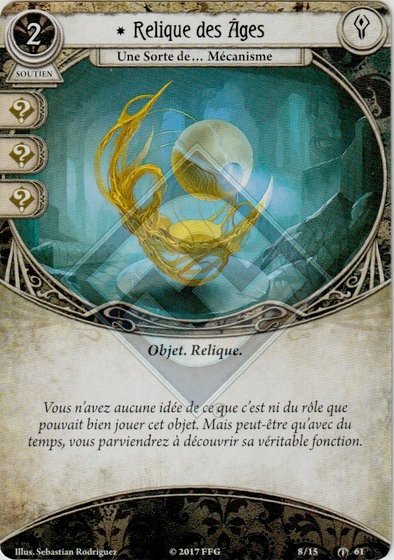 2
SOUTIEN
✷ Relique des Âges
Une Sorte de… Mécanisme
?
?
?
Objet. Relique.
Vous n'avez aucune idée de ce que c'est ni du rôle que
pouvait bien jouer cet objet. Mais peut-être qu'avec du
temps, vous parviendrez à découvrir sa véritable fonction.
Illus. Sebastian Rodriguez © 2017 FFG 8/15 61